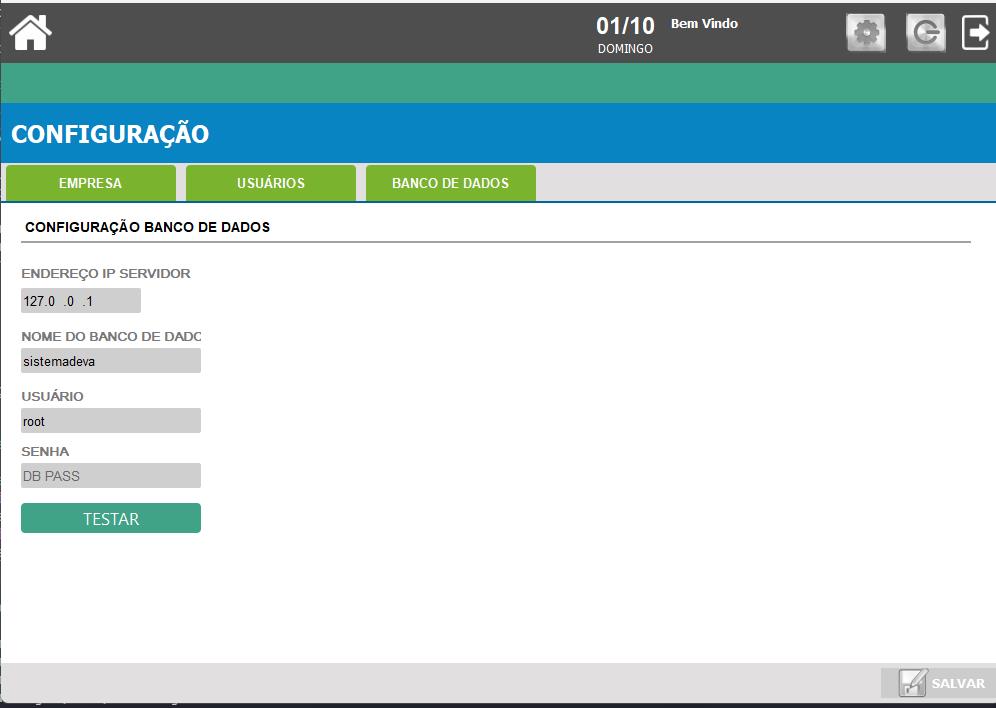 01/10 Bem Vindo
DOMINGO
CONFIGURAÇÃO
EMPRESA USUÁRIOS BANCO DE DADOS
CONFIGURAÇÃO BANCO DE DADOS
ENDEREÇO IP SERVIDOR
127.0 .0 .1
NOME DO BANCO DE DADO
sistemadeva
USUÁRIO
root
SENHA
DB PASS
TESTAR
SALVAR